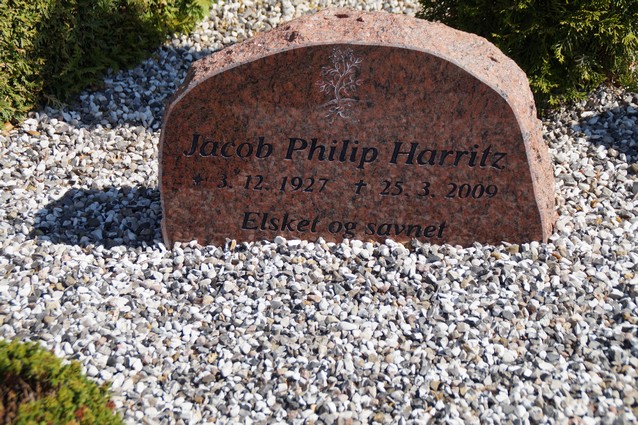 Jacob Philip Harritz
* 3. 12. 1927 † 25. 3. 2009
Elsket og savnet